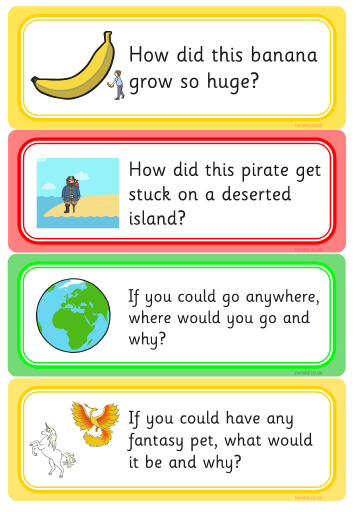 How did this banana
grow so huge?
How did this pirate get
stuck on a deserted
island?
If you could go anywhere,
where would you go and
why?
If you could have any
fantasy pet, what would
it be and why?